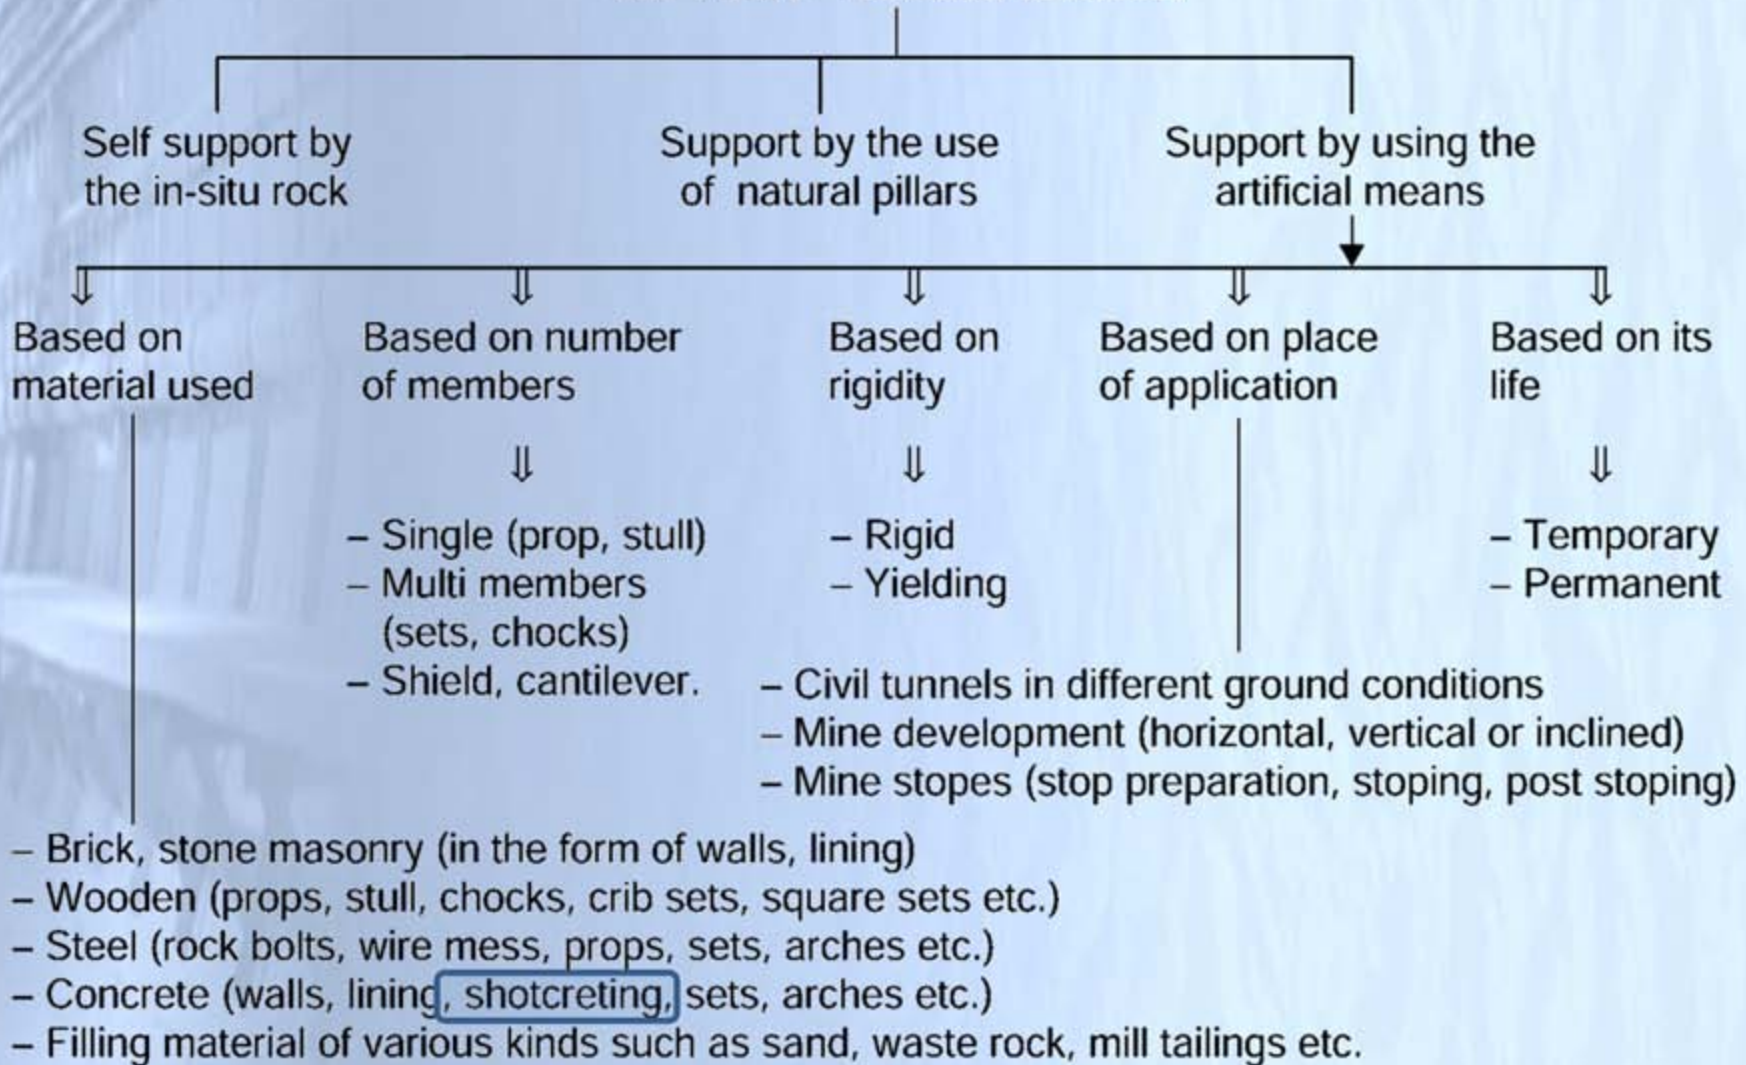 Self support by
the in-situ rock
Support by the use
of natural pillars
Support by using the
artificial means
Based on
material used
Based on number
of members
Based on
rigidity
Based on place
of application
Based on its
life
– Single (prop, stull)
– Multi members
(sets, chocks)
– Shield, cantilever.
– Rigid
– Yielding
– Temporary
– Permanent
– Civil tunnels in different ground conditions
– Mine development (horizontal, vertical or inclined)
– Mine stopes (stop preparation, stoping, post stoping)
– Brick, stone masonry (in the form of walls, lining)
– Wooden (props, stull, chocks, crib sets, square sets etc.)
– Steel (rock bolts, wire mess, props, sets, arches etc.)
– Concrete (walls, lining, shotcreting, sets, arches etc.)
– Filling material of various kinds such as sand, waste rock, mill tailings etc.